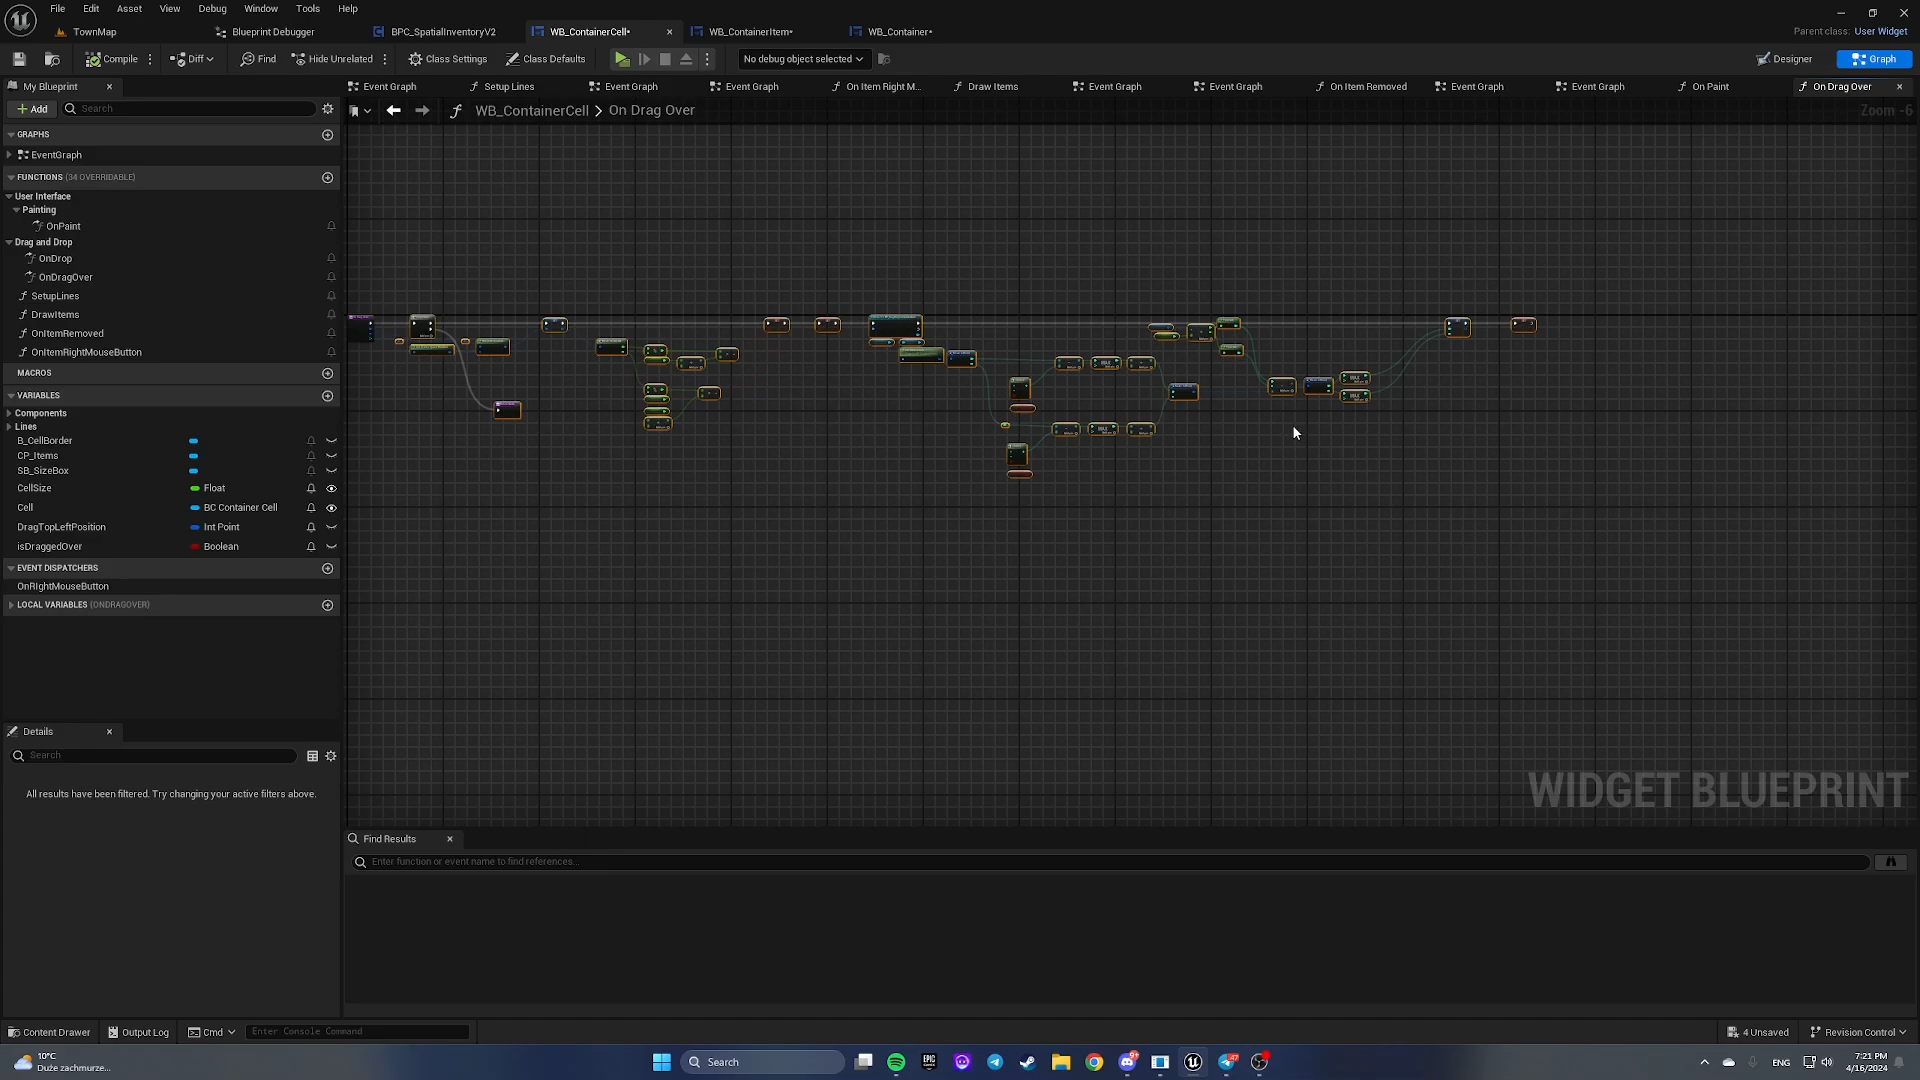 File Edit Asset View Debug Window Tools Help
TownMap
Blueprint Debugger
BPC_SpatialInventoryV2
WB_ContainerCell•
WB_ContainerItem•
WB_Container•
Parent class: User Widget
Compile
Diff
Find
Hide Unrelated
Class Settings
Class Defaults
No debug object selected
Designer
Graph
My Blueprint
Event Graph
Setup Lines
Event Graph
Event Graph
On Item Right M...
Draw Items
Event Graph
Event Graph
On Item Removed
Event Graph
Event Graph
On Paint
On Drag Over
Add
Search
WB_ContainerCell > On Drag Over
Zoom -6
GRAPHS
EventGraph
FUNCTIONS (34 OVERRIDABLE)
User Interface
Painting
OnPaint
Drag and Drop
OnDrop
OnDragOver
SetupLines
DrawItems
OnItemRemoved
OnItemRightMouseButton
MACROS
VARIABLES
Components
Lines
B_CellBorder
CP_Items
SB_SizeBox
CellSize Float
Cell BC Container Cell
DragTopLeftPosition Int Point
isDraggedOver Boolean
EVENT DISPATCHERS
OnRightMouseButton
LOCAL VARIABLES (ONDRAGOVER)
Details
Search
All results have been filtered. Try changing your active filters above.
WIDGET BLUEPRINT
Find Results
Enter function or event name to find references...
Content Drawer
Output Log
Cmd
Enter Console Command
4 Unsaved
Revision Control
10°C
Duże zachmurze...
Search
ENG
7:21 PM
4/16/2024